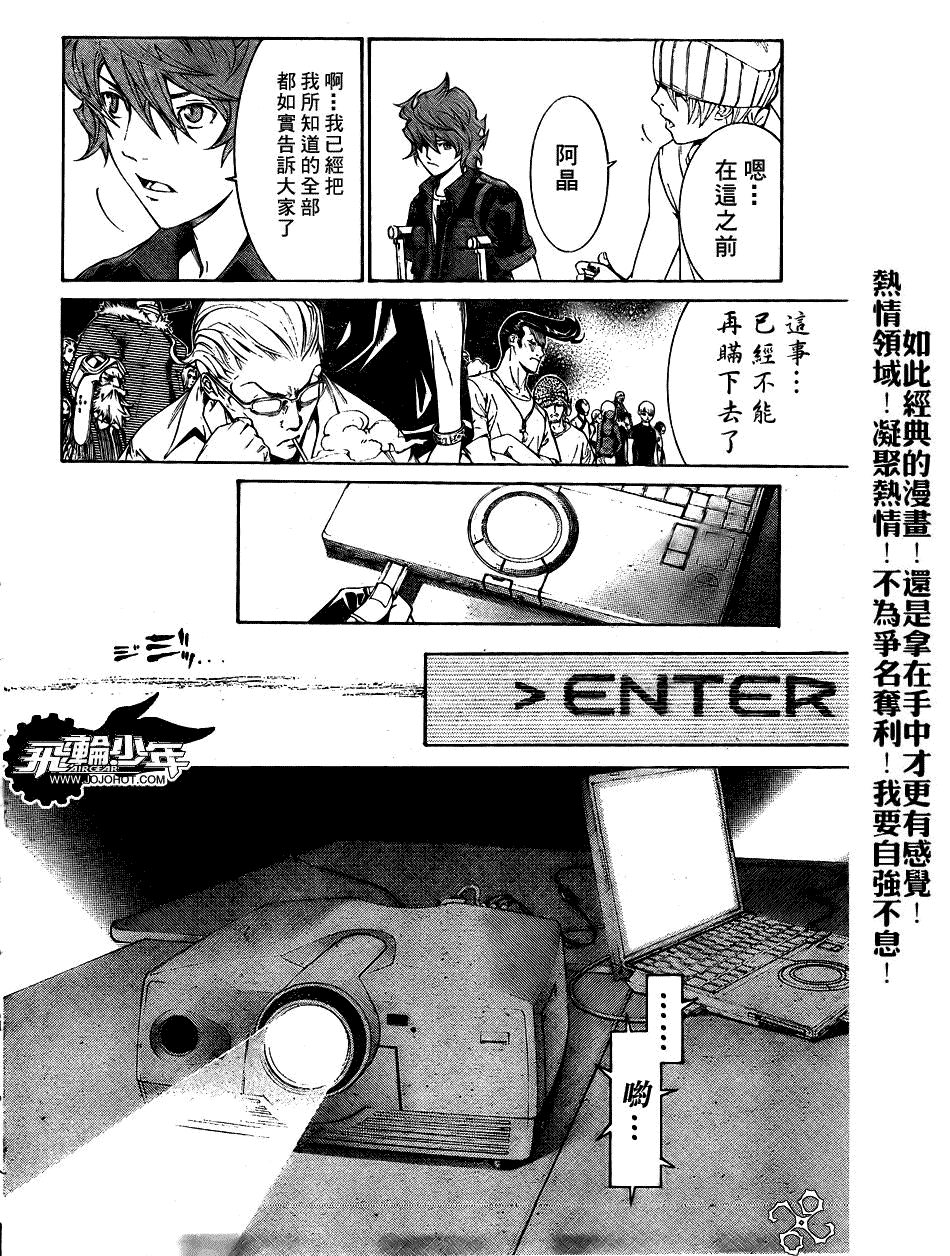 嗯…
在這之前
阿晶
啊…我已經把
我所知道的全部
都如實告訴大家了
這事…
已經不能
再瞞下去了
>ENTER
ジジジ…
飛輪少年
AIRGEAR
WWW.JOJOHOT.COM
……
喲…
如此經典的漫畫！還是拿在手中才更有感覺！
熱情領域！凝聚熱情！不為爭名奪利！我要自強不息！